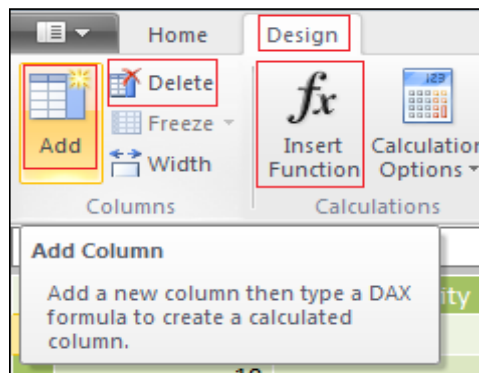 Home
Design
Add
Delete
Freeze
Width
fx
Insert
Function
Calculation
Options
Columns
Calculations
Add Column
Add a new column then type a DAX
formula to create a calculated
column.